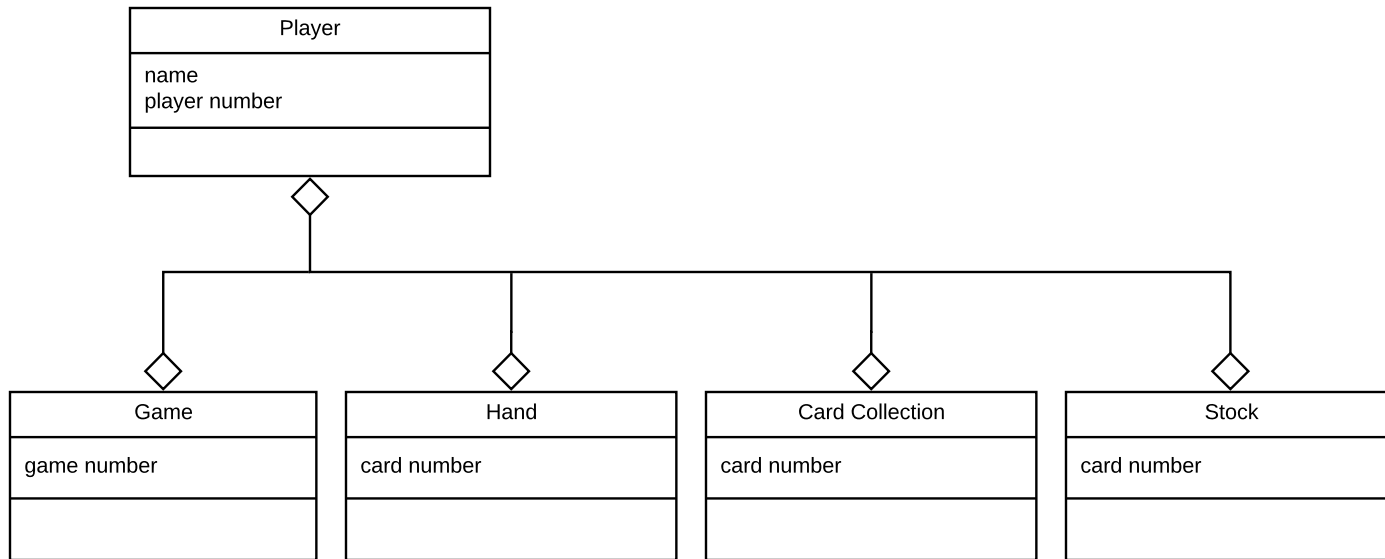 Player
name
player number
Game
Hand
Card Collection
Stock
game number
card number
card number
card number